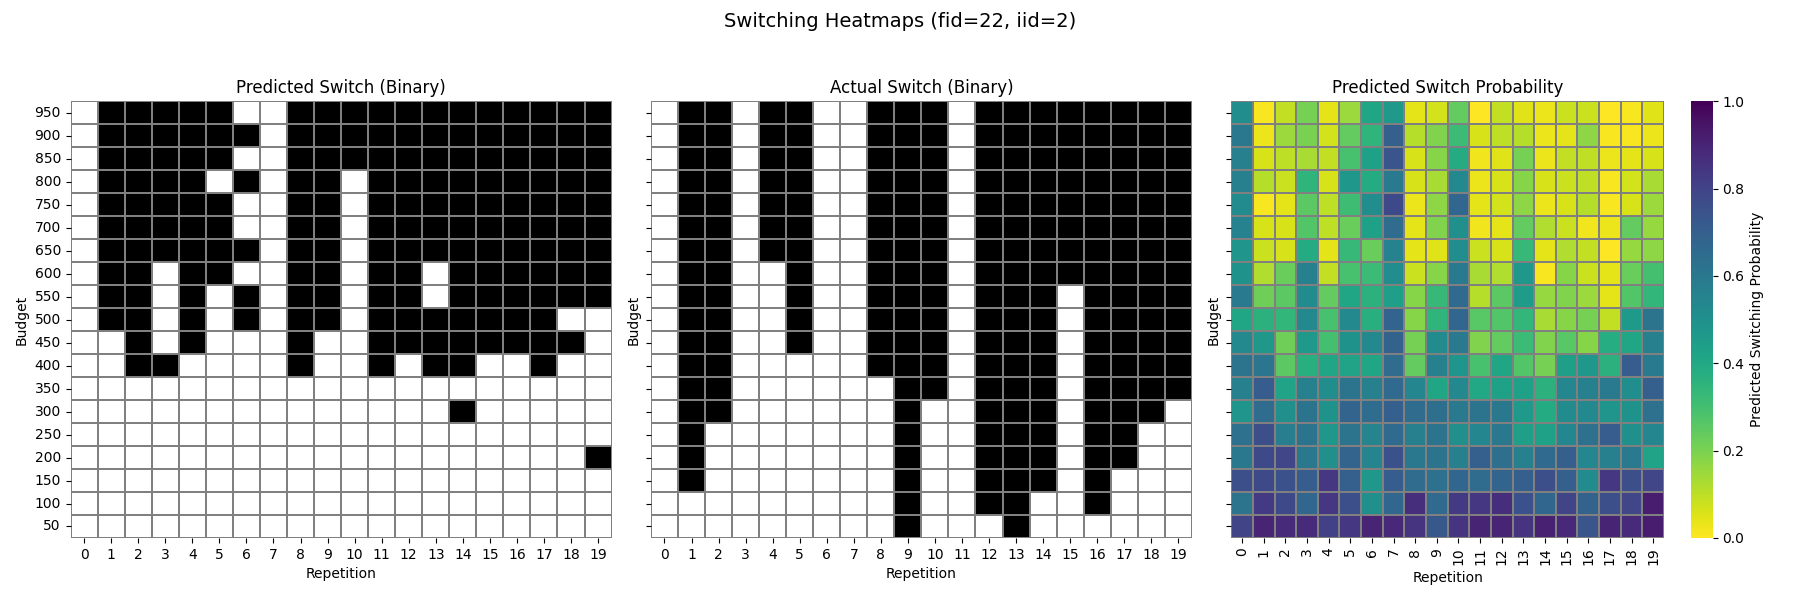 Switching Heatmaps (fid=22, iid=2)
Predicted Switch (Binary)
Budget
950
900
850
800
750
700
650
600
550
500
450
400
350
300
250
200
150
100
50
0 1 2 3 4 5 6 7 8 9 10 11 12 13 14 15 16 17 18 19
Repetition
Actual Switch (Binary)
Budget
0 1 2 3 4 5 6 7 8 9 10 11 12 13 14 15 16 17 18 19
Repetition
Predicted Switch Probability
Budget
0 1 2 3 4 5 6 7 8 9 10 11 12 13 14 15 16 17 18 19
Repetition
1.0
0.8
0.6
0.4
0.2
0.0
Predicted Switching Probability